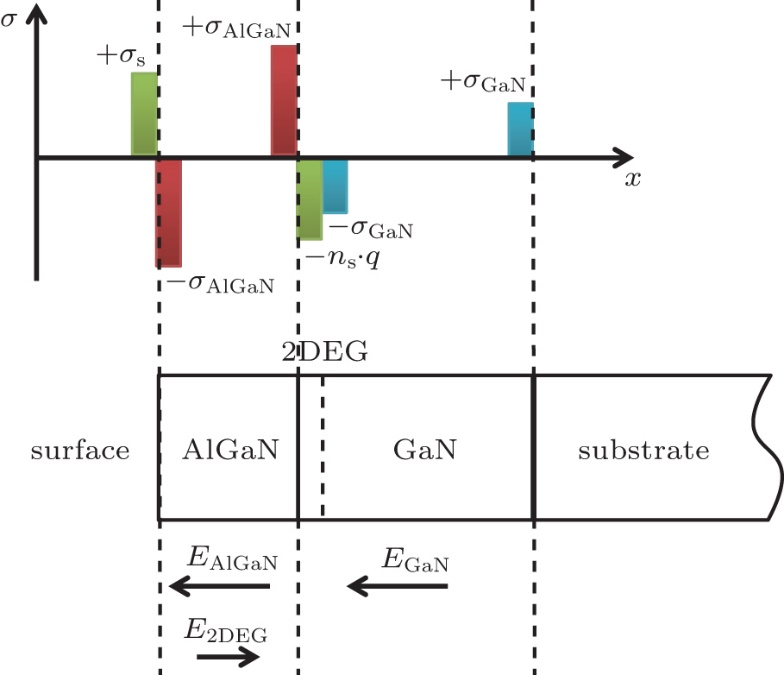 σ
+σAlGaN
+σs
+σGaN
x
−σGaN
−ns·q
−σAlGaN
2DEG
surface
AlGaN
GaN
substrate
EAlGaN
EGaN
E2DEG